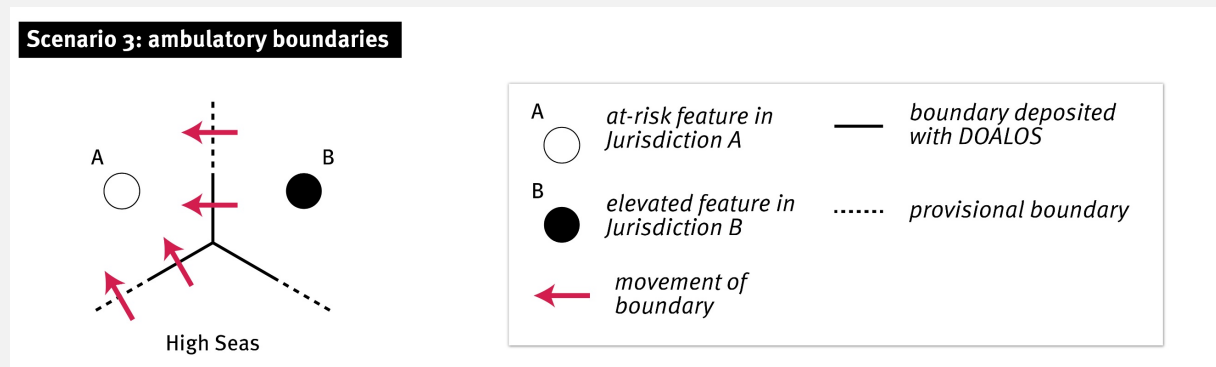 Scenario 3: ambulatory boundaries
A
B
High Seas
A
at-risk feature in
Jurisdiction A
B
elevated feature in
Jurisdiction B
movement of
boundary
boundary deposited
with DOALOS
provisional boundary